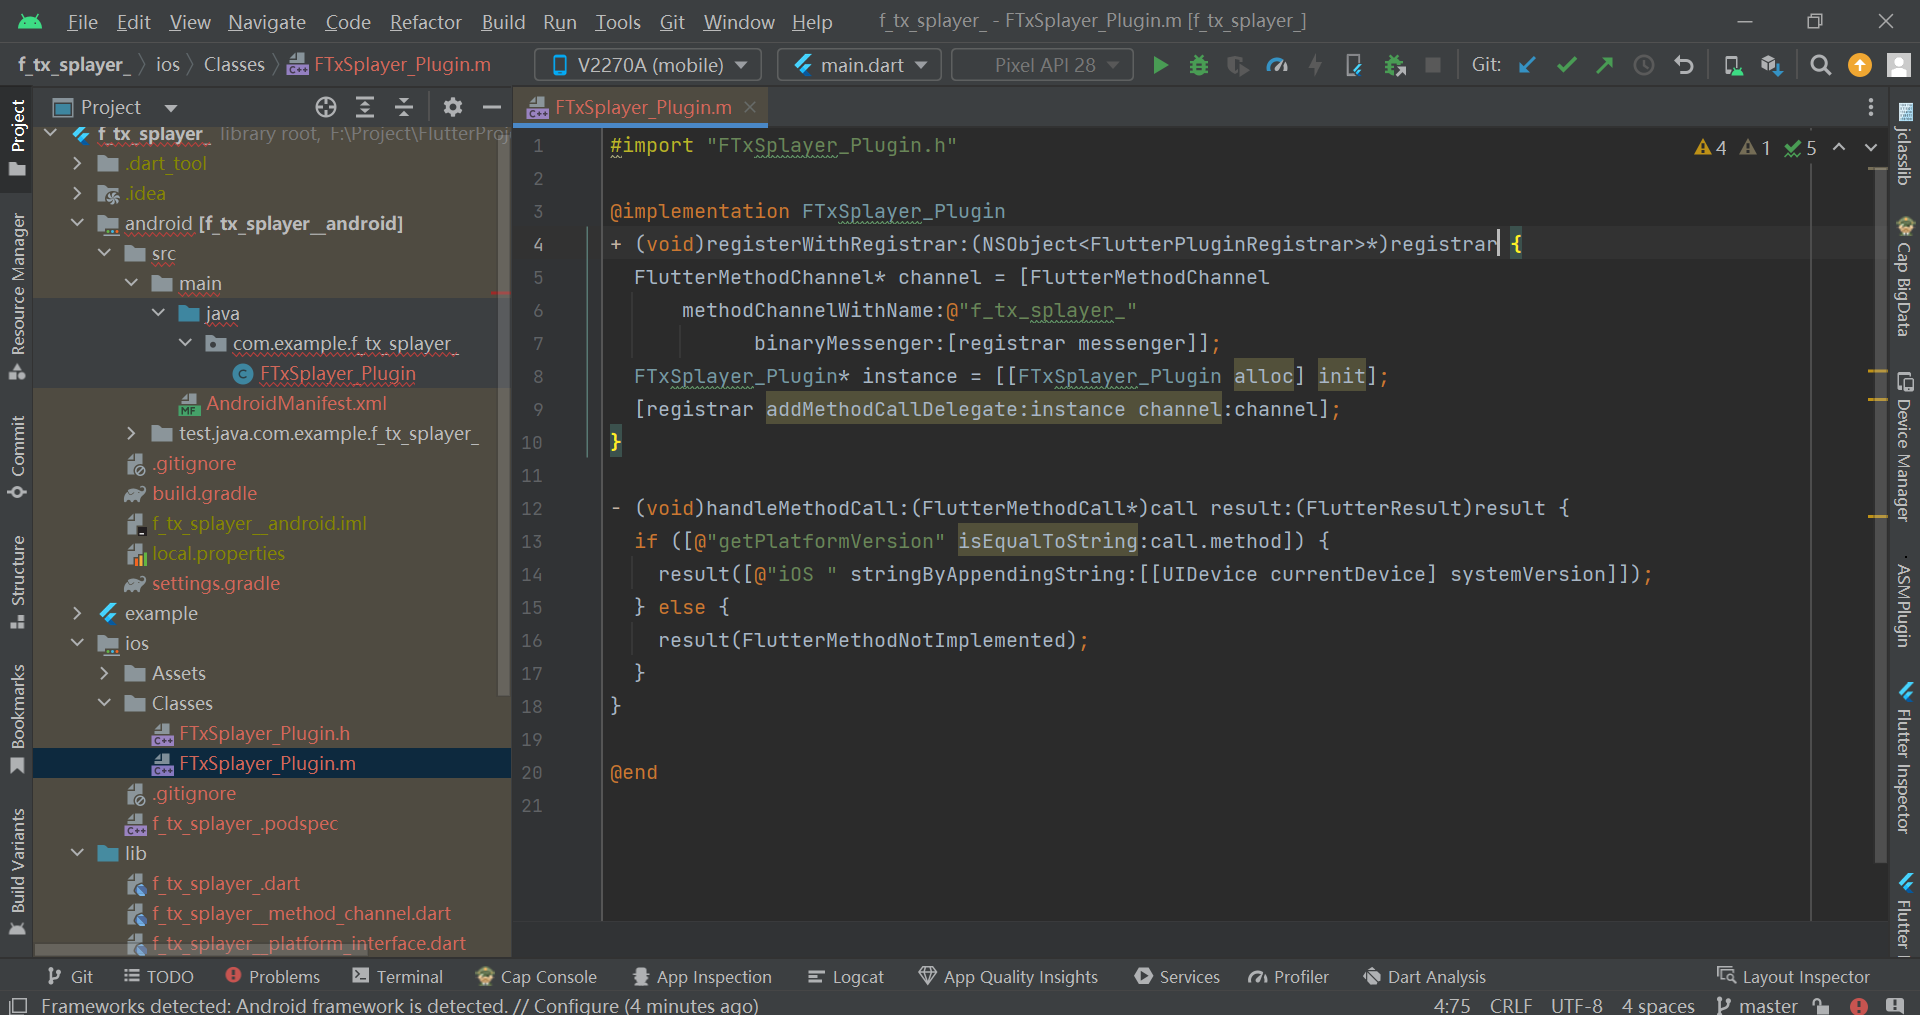 File Edit View Navigate Code Refactor Build Run Tools Git Window Help f_tx_splayer_ - FTxSplayer_Plugin.m [f_tx_splayer_]
f_tx_splayer_ ios Classes FTxSplayer_Plugin.m V2270A (mobile) main.dart Pixel API 28 Git:
Project
FTxSplayer_Plugin.m
f_tx_splayer_ library root, F:\Project\FlutterProj
.dart_tool
.idea
android [f_tx_splayer__android]
src
main
java
com.example.f_tx_splayer_
FTxSplayer_Plugin
AndroidManifest.xml
test.java.com.example.f_tx_splayer_
.gitignore
build.gradle
f_tx_splayer__android.iml
local.properties
settings.gradle
example
ios
Assets
Classes
FTxSplayer_Plugin.h
FTxSplayer_Plugin.m
.gitignore
f_tx_splayer_.podspec
lib
f_tx_splayer_.dart
f_tx_splayer__method_channel.dart
f_tx_splayer__platform_interface.dart
Project
Resource Manager
Commit
Structure
Bookmarks
Build Variants
4 1 5
1 #import "FTxSplayer_Plugin.h"
2
3 @implementation FTxSplayer_Plugin
4 + (void)registerWithRegistrar:(NSObject<FlutterPluginRegistrar>*)registrar {
5 FlutterMethodChannel* channel = [FlutterMethodChannel
6 methodChannelWithName:@"f_tx_splayer_"
7 binaryMessenger:[registrar messenger]];
8 FTxSplayer_Plugin* instance = [[FTxSplayer_Plugin alloc] init];
9 [registrar addMethodCallDelegate:instance channel:channel];
10 }
11
12 - (void)handleMethodCall:(FlutterMethodCall*)call result:(FlutterResult)result {
13 if ([@"getPlatformVersion" isEqualToString:call.method]) {
14 result([@"iOS " stringByAppendingString:[[UIDevice currentDevice] systemVersion]]);
15 } else {
16 result(FlutterMethodNotImplemented);
17 }
18 }
19
20 @end
21
jclasslib
Cap BigData
Device Manager
ASMPlugin
Flutter Inspector
Flutter
Git TODO Problems Terminal Cap Console App Inspection Logcat App Quality Insights Services Profiler Dart Analysis Layout Inspector
Frameworks detected: Android framework is detected. // Configure (4 minutes ago) 4:75 CRLF UTF-8 4 spaces master